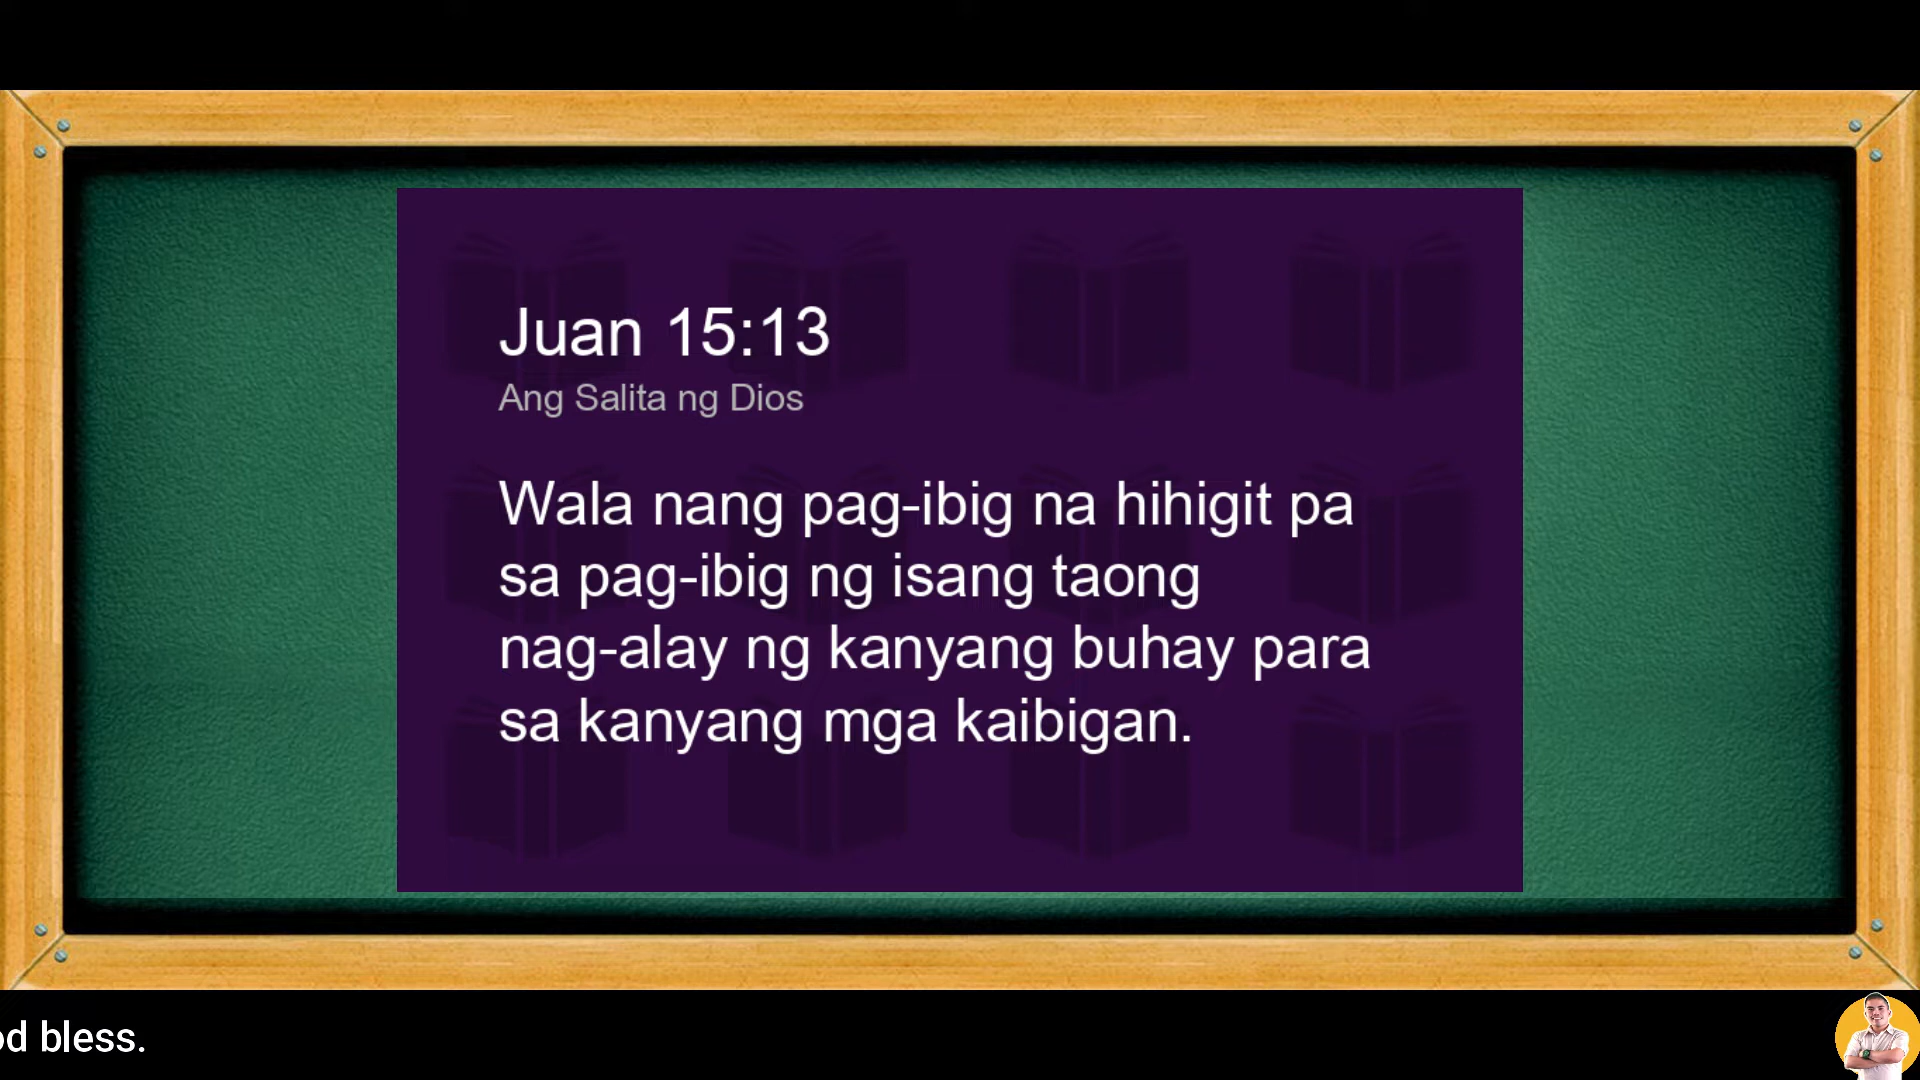 Juan 15:13
Ang Salita ng Dios
Wala nang pag-ibig na hihigit pa
sa pag-ibig ng isang taong
nag-alay ng kanyang buhay para
sa kanyang mga kaibigan.
bless.